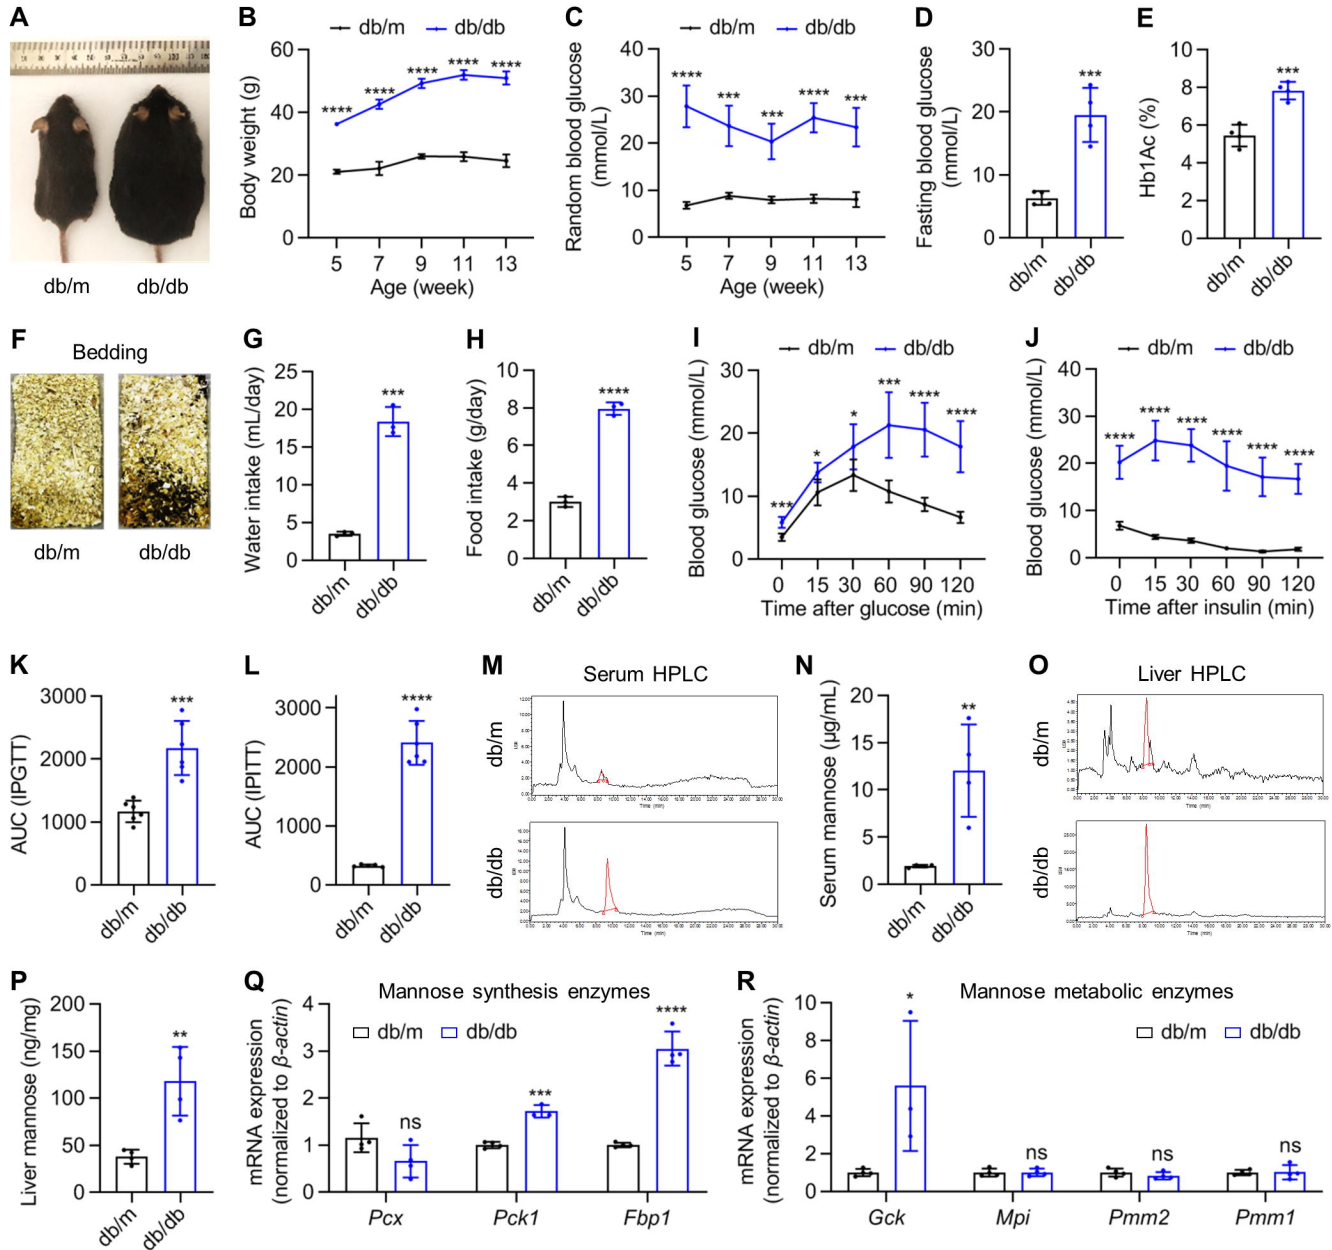 A
db/m
db/db
B
db/m
db/db
Body weight (g)
60
40
20
0
****
****
****
****
****
5
7
9
11
13
Age (week)
C
db/m
db/db
Random blood glucose
(mmol/L)
40
30
20
10
0
****
***
***
****
***
5
7
9
11
13
Age (week)
D
Fasting blood glucose
(mmol/L)
30
20
10
0
***
db/m
db/db
E
Hb1Ac (%)
10
8
6
4
2
0
***
db/m
db/db
F
Bedding
db/m
db/db
G
Water intake (mL/day)
25
20
15
10
5
0
***
db/m
db/db
H
Food intake (g/day)
10
8
6
4
2
0
****
db/m
db/db
I
db/m
db/db
Blood glucose (mmol/L)
30
20
10
0
***
*
*
***
****
****
0
15
30
60
90
120
Time after glucose (min)
J
db/m
db/db
Blood glucose (mmol/L)
40
30
20
10
0
****
****
****
****
****
****
0
15
30
60
90
120
Time after insulin (min)
K
AUC (IPGTT)
3000
2000
1000
0
***
db/m
db/db
L
AUC (IPITT)
3000
2000
1000
0
****
db/m
db/db
M
Serum HPLC
db/m
Time (min)
db/db
Time (min)
N
Serum mannose (μg/mL)
20
15
10
5
0
**
db/m
db/db
O
Liver HPLC
db/m
Time (min)
db/db
Time (min)
P
Liver mannose (ng/mg)
200
150
100
50
0
**
db/m
db/db
Q
Mannose synthesis enzymes
db/m
db/db
mRNA expression
(normalized to β-actin)
4
3
2
1
0
ns
***
****
Pcx
Pck1
Fbp1
R
Mannose metabolic enzymes
db/m
db/db
mRNA expression
(normalized to β-actin)
10
8
6
4
2
0
*
ns
ns
ns
Gck
Mpi
Pmm2
Pmm1